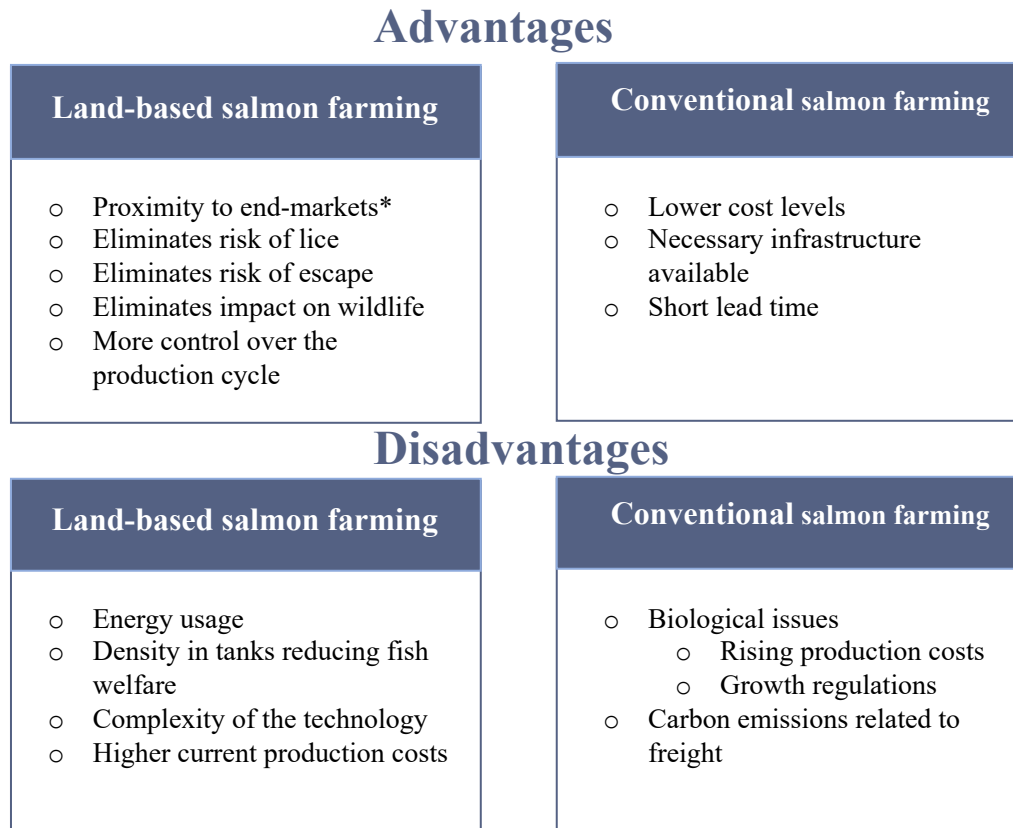 Advantages
Land-based salmon farming
○ Proximity to end-markets*
○ Eliminates risk of lice
○ Eliminates risk of escape
○ Eliminates impact on wildlife
○ More control over the
production cycle
Conventional salmon farming
○ Lower cost levels
○ Necessary infrastructure
available
○ Short lead time
Disadvantages
Land-based salmon farming
○ Energy usage
○ Density in tanks reducing fish
welfare
○ Complexity of the technology
○ Higher current production costs
Conventional salmon farming
○ Biological issues
○ Rising production costs
○ Growth regulations
○ Carbon emissions related to
freight